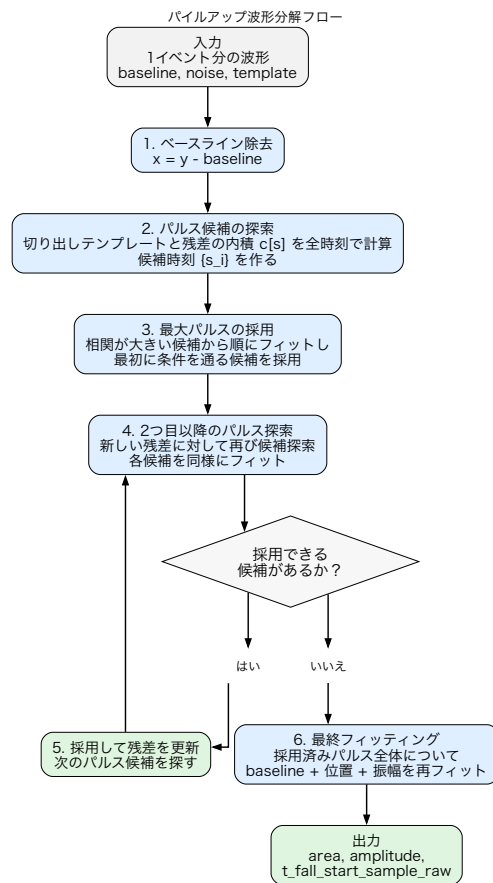 パイルアップ波形分解フロー
入力
1イベント分の波形
baseline, noise, template
1. ベースライン除去
x = y - baseline
2. パルス候補の探索
切り出しテンプレートと残差の内積 c[s] を全時刻で計算
候補時刻 {s_i} を作る
3. 最大パルスの採用
相関が大きい候補から順にフィットし
最初に条件を通る候補を採用
4. 2つ目以降のパルス探索
新しい残差に対して再び候補探索
各候補を同様にフィット
採用できる
候補があるか？
はい
いいえ
5. 採用して残差を更新
次のパルス候補を探す
6. 最終フィッティング
採用済みパルス全体について
baseline + 位置 + 振幅を再フィット
出力
area, amplitude,
t_fall_start_sample_raw